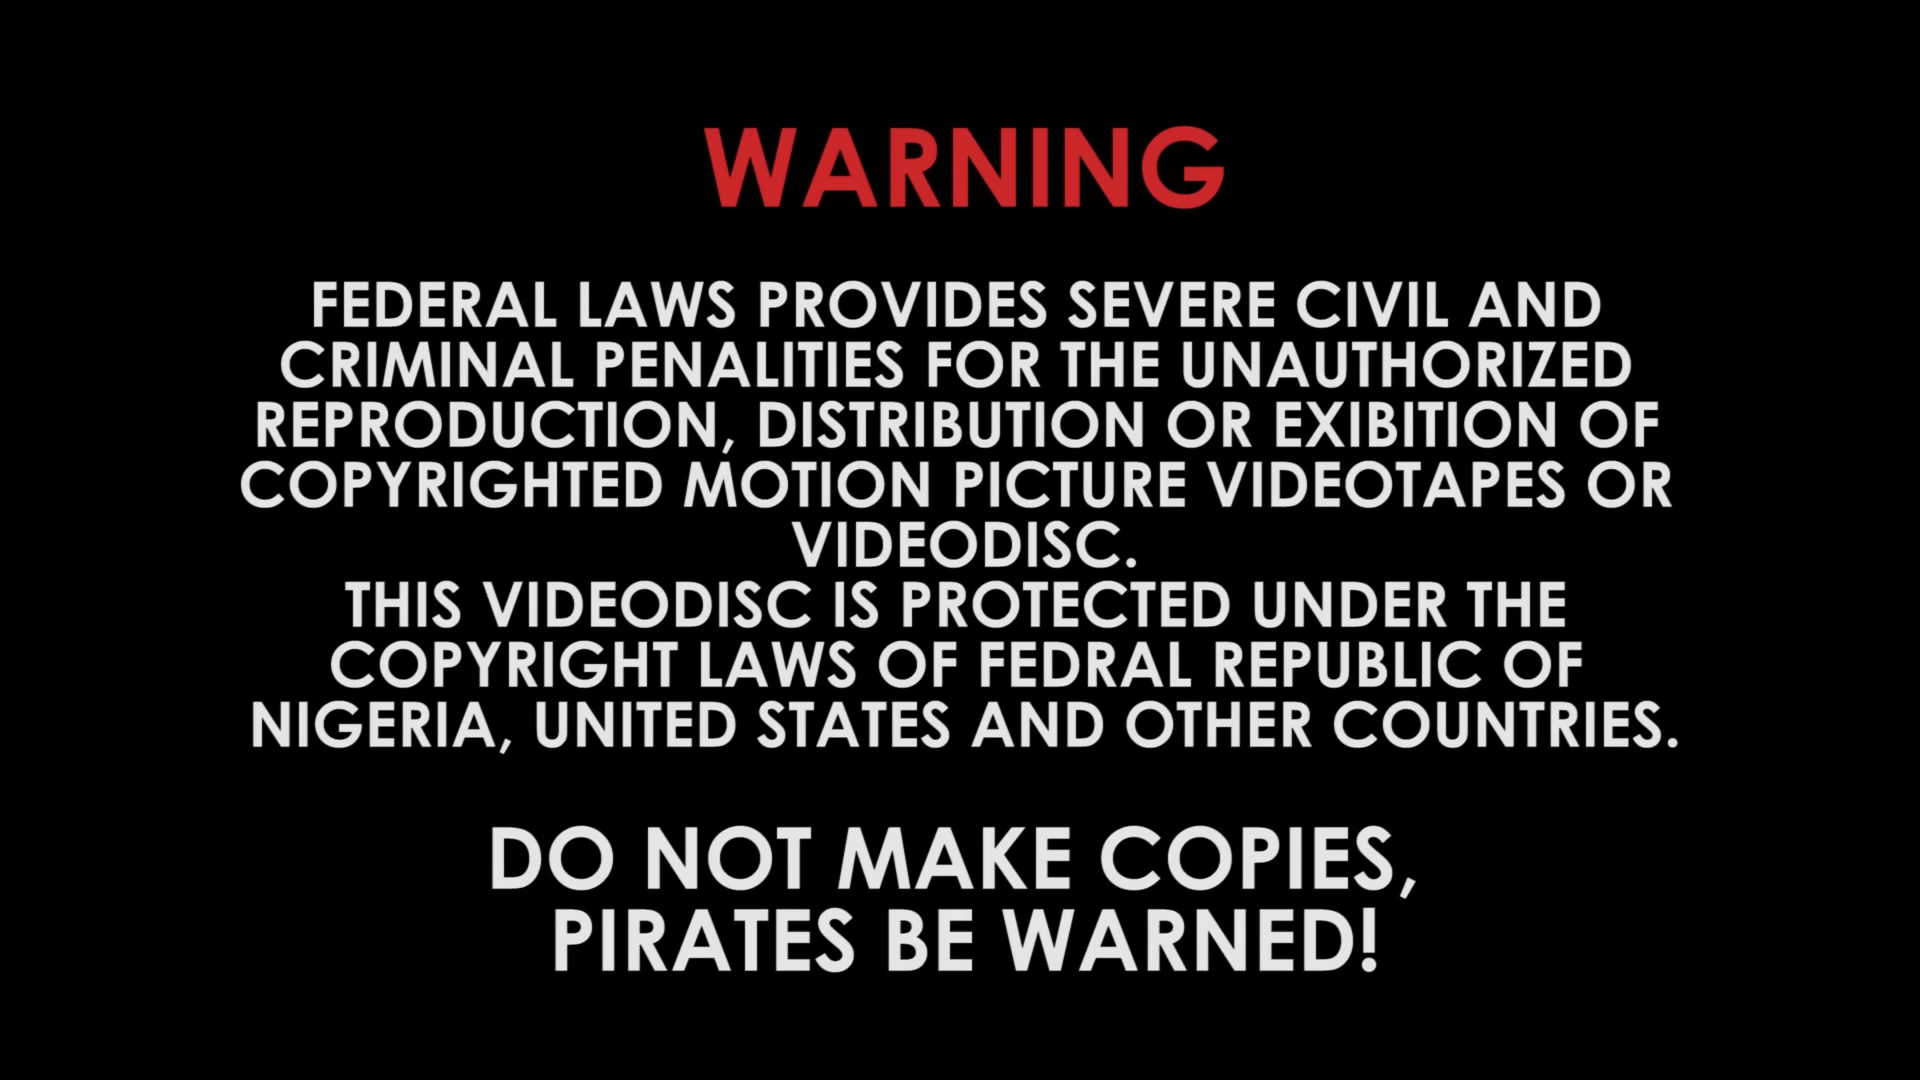 WARNING
FEDERAL LAWS PROVIDES SEVERE CIVIL AND
CRIMINAL PENALITIES FOR THE UNAUTHORIZED
REPRODUCTION, DISTRIBUTION OR EXIBITION OF
COPYRIGHTED MOTION PICTURE VIDEOTAPES OR
VIDEODISC.
THIS VIDEODISC IS PROTECTED UNDER THE
COPYRIGHT LAWS OF FEDRAL REPUBLIC OF
NIGERIA, UNITED STATES AND OTHER COUNTRIES.
DO NOT MAKE COPIES,
PIRATES BE WARNED!